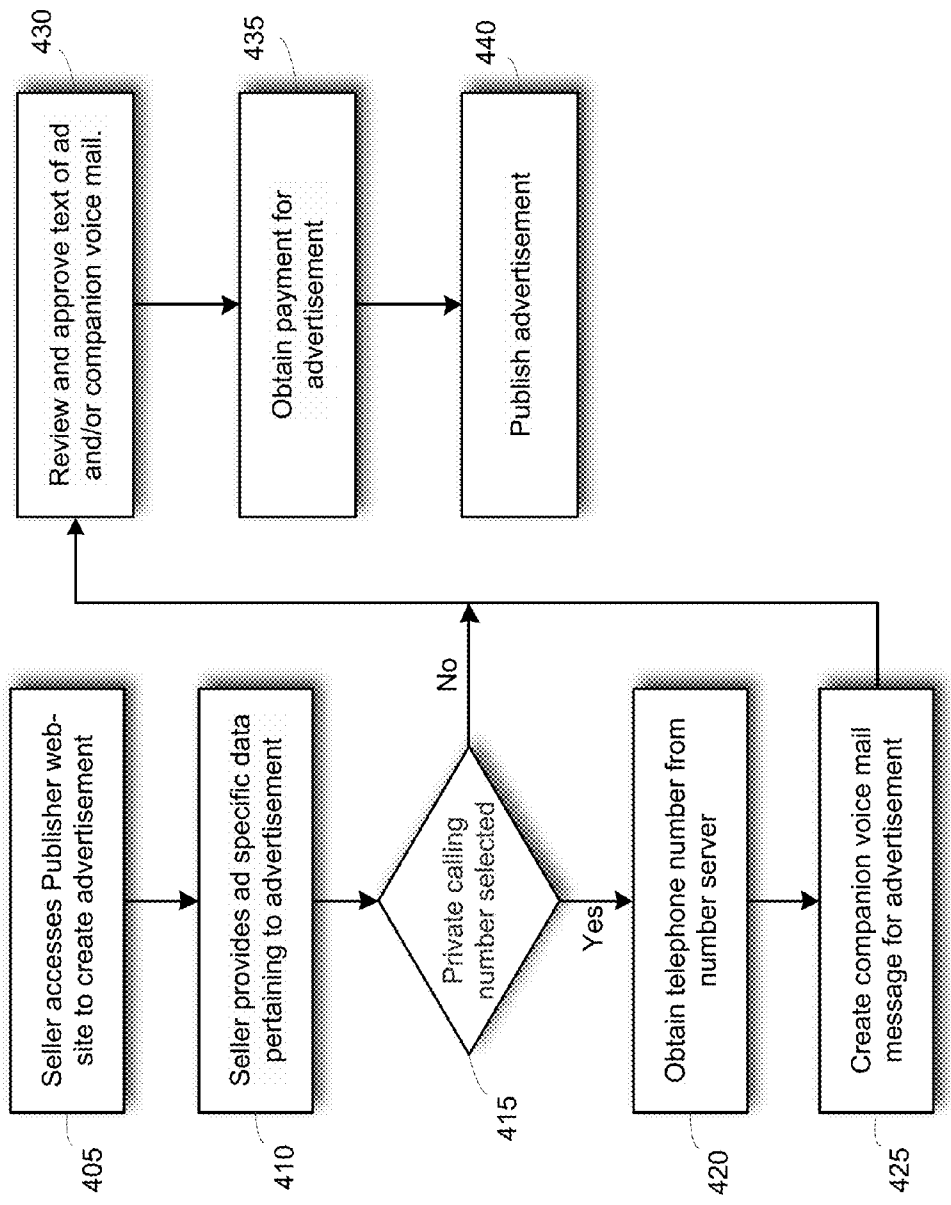 405
Seller accesses Publisher web-
site to create advertisement
410
Seller provides ad specific data
pertaining to advertisement
415
Private calling
number selected
No
Yes
420
Obtain telephone number from
number server
425
Create companion voice mail
message for advertisement
430
Review and approve text of ad
and/or companion voice mail.
435
Obtain payment for
advertisement
440
Publish advertisement